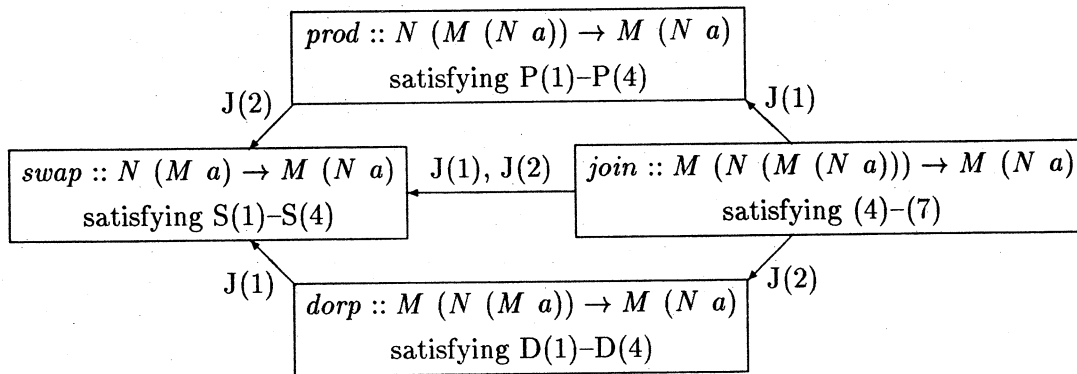 prod :: N (M (N a)) → M (N a)
satisfying P(1)–P(4)
J(2)
J(1)
swap :: N (M a) → M (N a)
satisfying S(1)–S(4)
J(1), J(2)
join :: M (N (M (N a))) → M (N a)
satisfying (4)–(7)
J(1)
J(2)
dorp :: M (N (M a)) → M (N a)
satisfying D(1)–D(4)